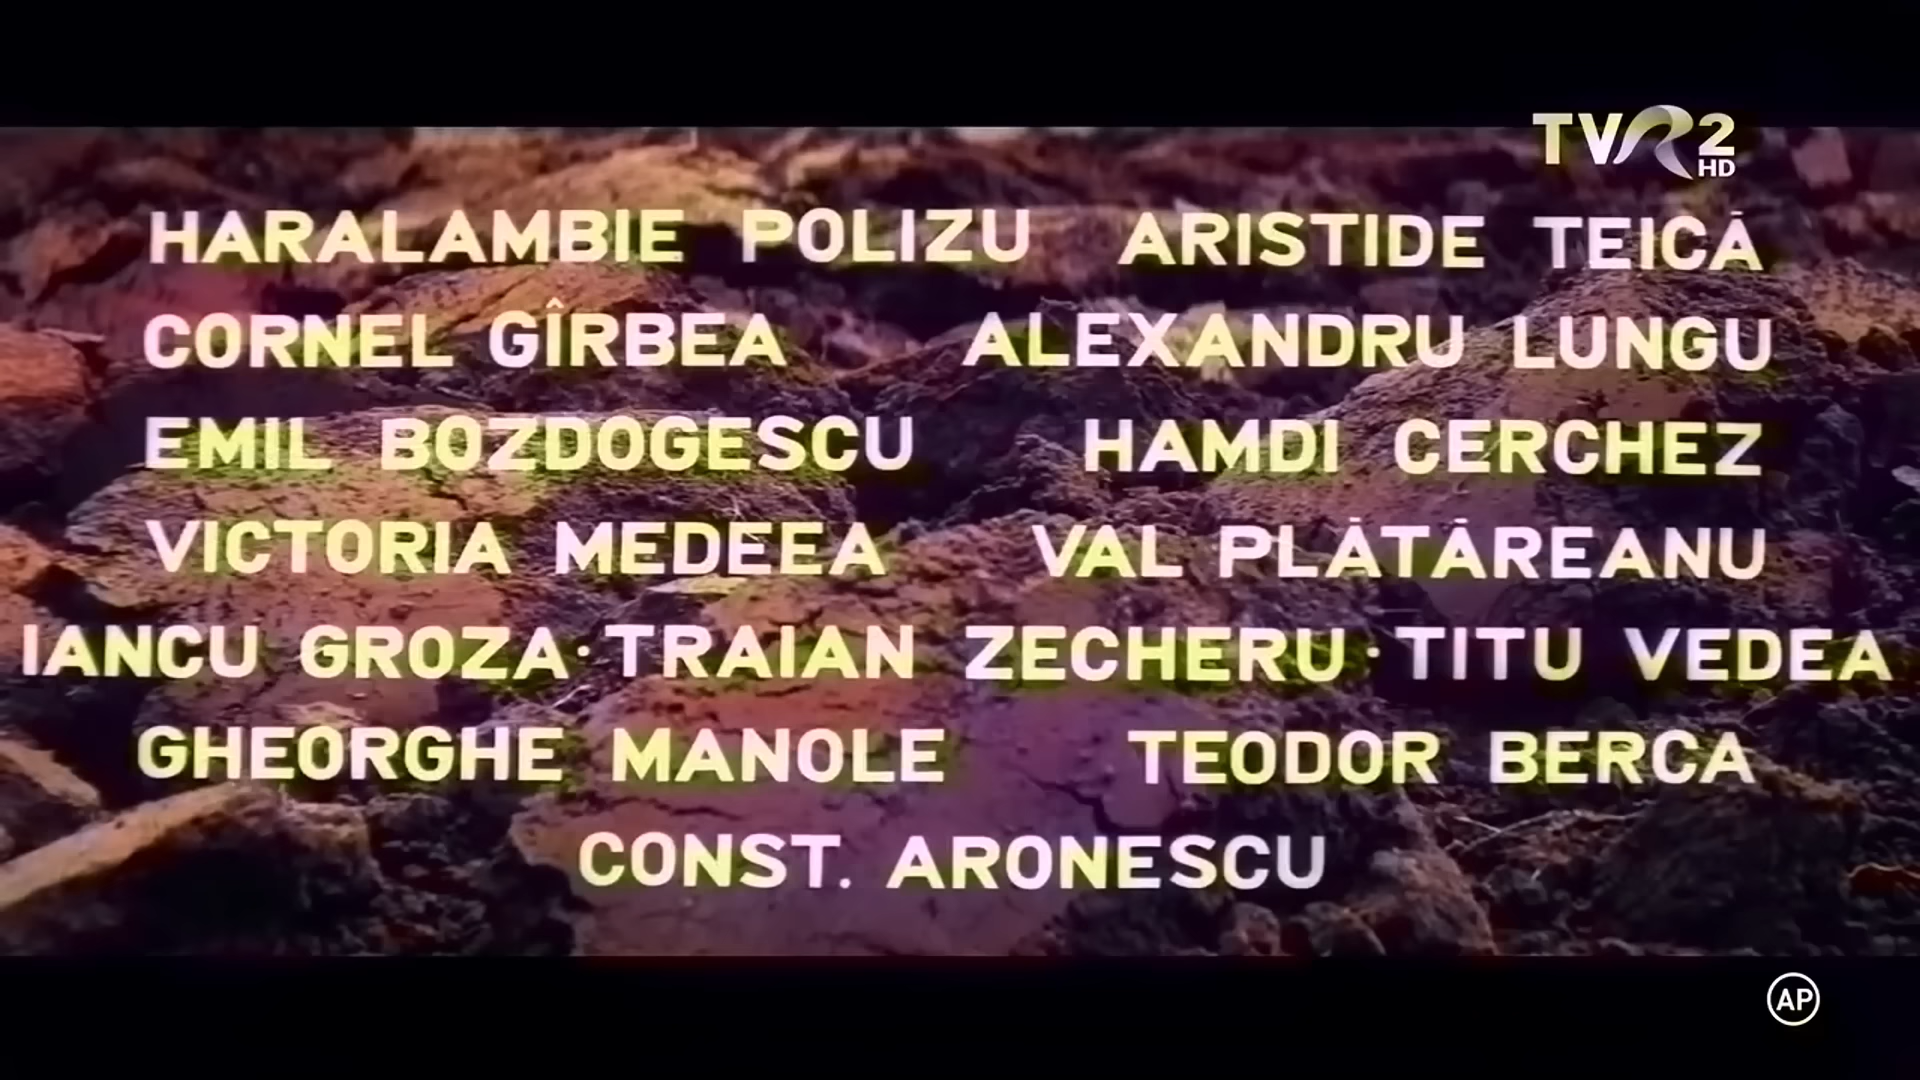 TVR2
HD
HARALAMBIE POLIZU ARISTIDE TEICĂ
CORNEL GÎRBEA ALEXANDRU LUNGU
EMIL BOZDOGESCU HAMDI CERCHEZ
VICTORIA MEDEEA VAL PLĂTĂREANU
IANCU GROZA · TRAIAN ZECHERU · TITU VEDEA
GHEORGHE MANOLE TEODOR BERCA
CONST. ARONESCU
AP